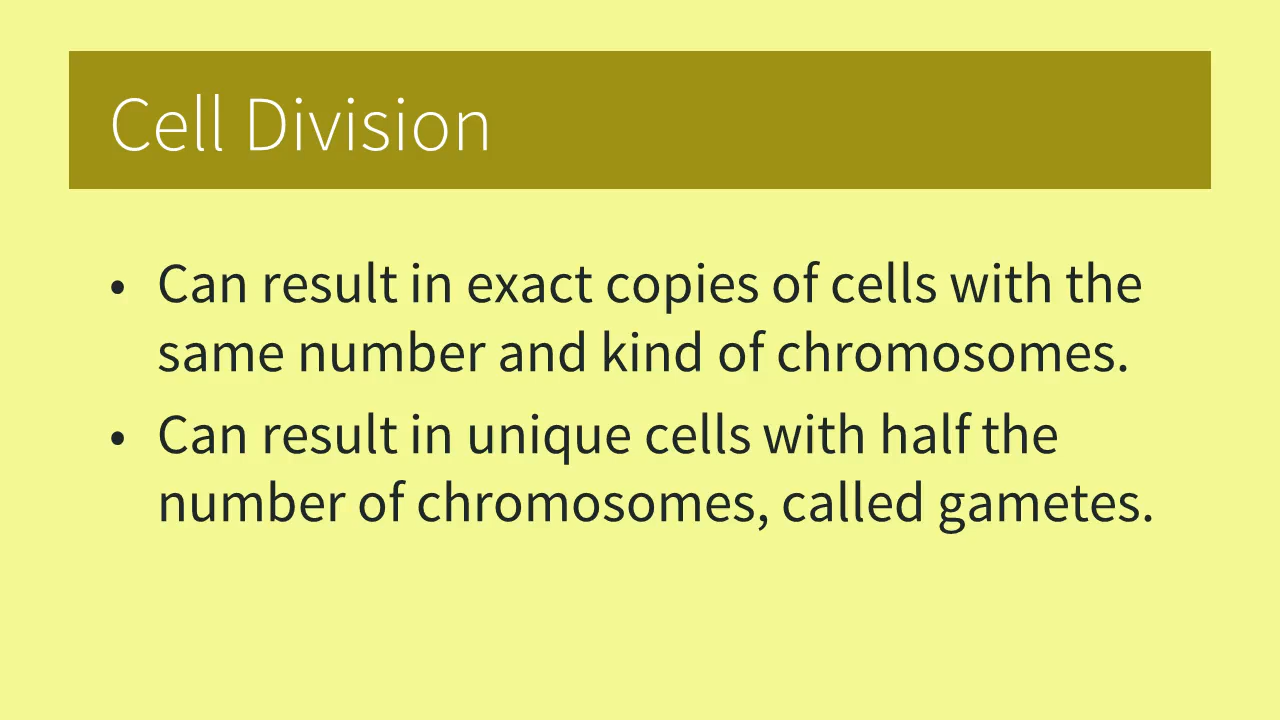 Cell Division
• Can result in exact copies of cells with the
same number and kind of chromosomes.
• Can result in unique cells with half the
number of chromosomes, called gametes.